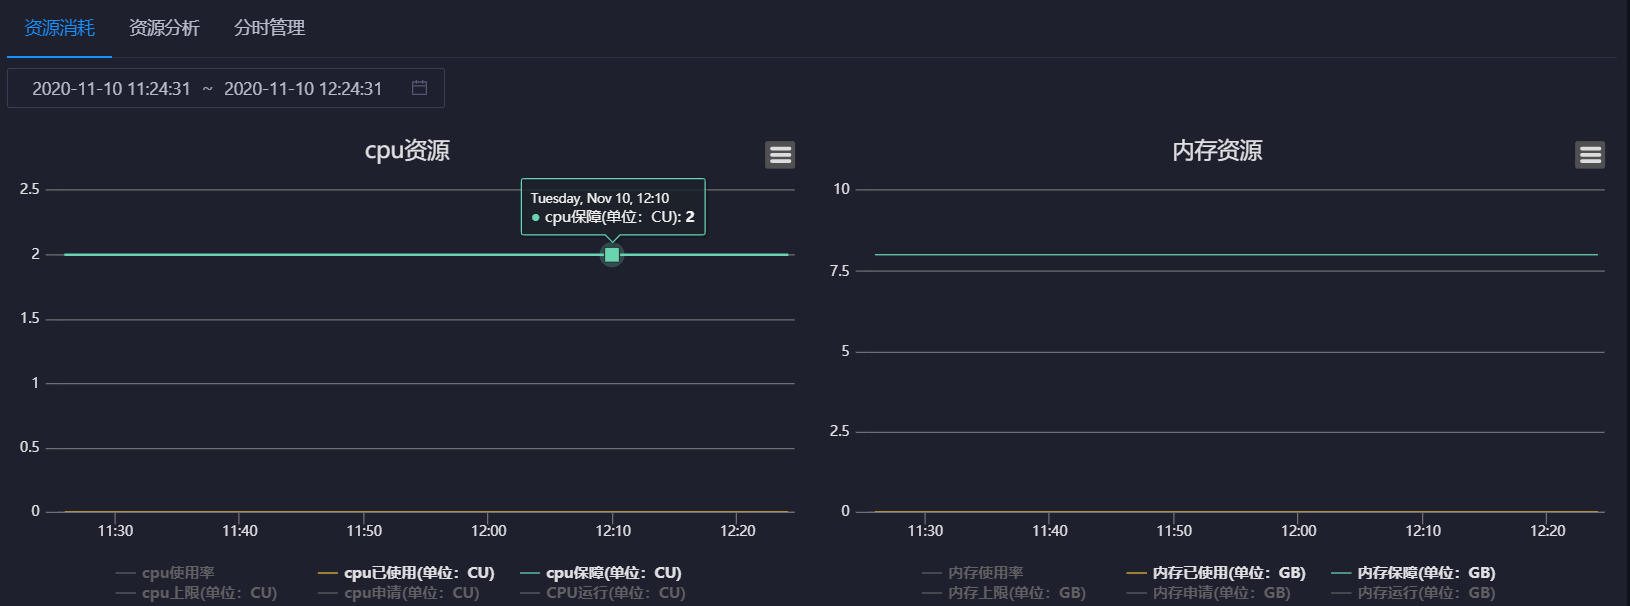 资源消耗 资源分析 分时管理
2020-11-10 11:24:31 ~ 2020-11-10 12:24:31
cpu资源
2.5
2
1.5
1
0.5
0
Tuesday, Nov 10, 12:10
● cpu保障(单位：CU): 2
11:30 11:40 11:50 12:00 12:10 12:20
cpu使用率 cpu已使用(单位：CU) cpu保障(单位：CU)
cpu上限(单位：CU) cpu申请(单位：CU) CPU运行(单位：CU)
内存资源
10
7.5
5
2.5
0
11:30 11:40 11:50 12:00 12:10 12:20
内存使用率 内存已使用(单位：GB) 内存保障(单位：GB)
内存上限(单位：GB) 内存申请(单位：GB) 内存运行(单位：GB)